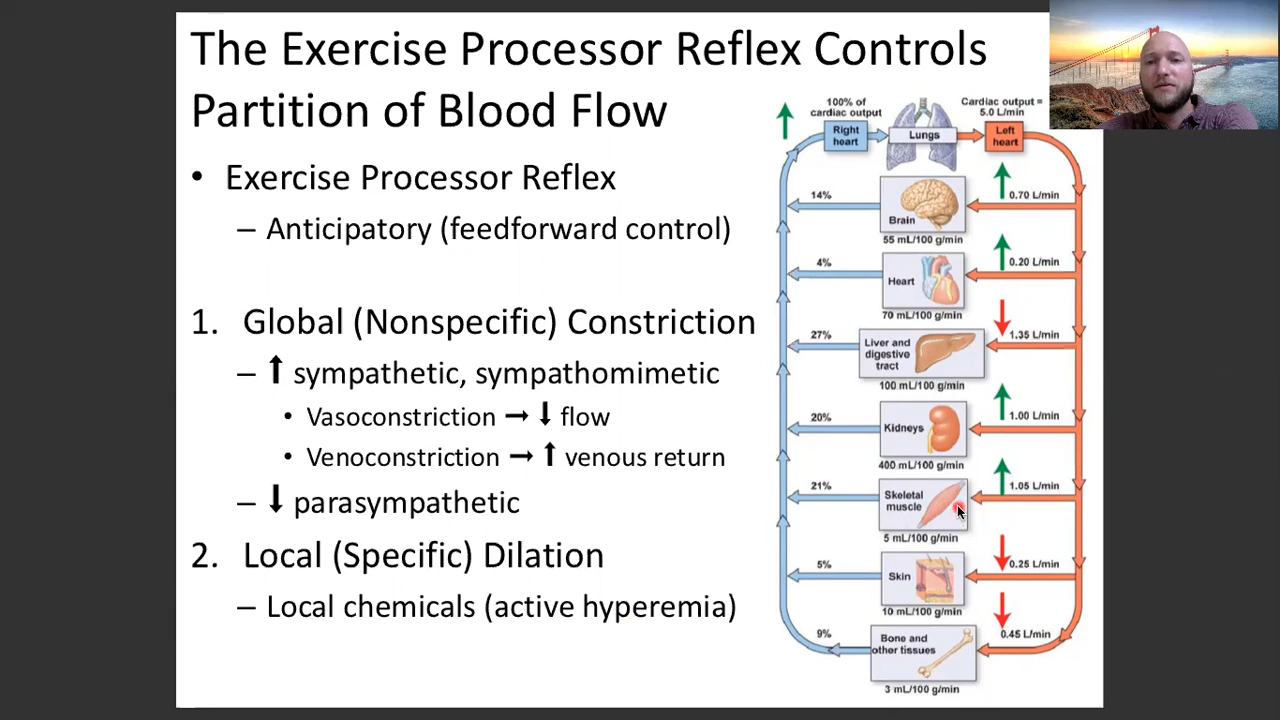 The Exercise Processor Reflex Controls
Partition of Blood Flow
• Exercise Processor Reflex
– Anticipatory (feedforward control)
1. Global (Nonspecific) Constriction
– ⬆ sympathetic, sympathomimetic
• Vasoconstriction ➞ ⬇ flow
• Venoconstriction ➞ ⬆ venous return
– ⬇ parasympathetic
2. Local (Specific) Dilation
– Local chemicals (active hyperemia)
100% of
cardiac output
Cardiac output =
5.0 L/min
Right
heart
Lungs
Left
heart
14%
Brain
0.70 L/min
55 mL/100 g/min
4%
Heart
0.20 L/min
70 mL/100 g/min
27%
Liver and
digestive
tract
1.35 L/min
100 mL/100 g/min
20%
Kidneys
1.00 L/min
400 mL/100 g/min
21%
Skeletal
muscle
1.05 L/min
5 mL/100 g/min
5%
Skin
0.25 L/min
10 mL/100 g/min
9%
Bone and
other tissues
0.45 L/min
3 mL/100 g/min